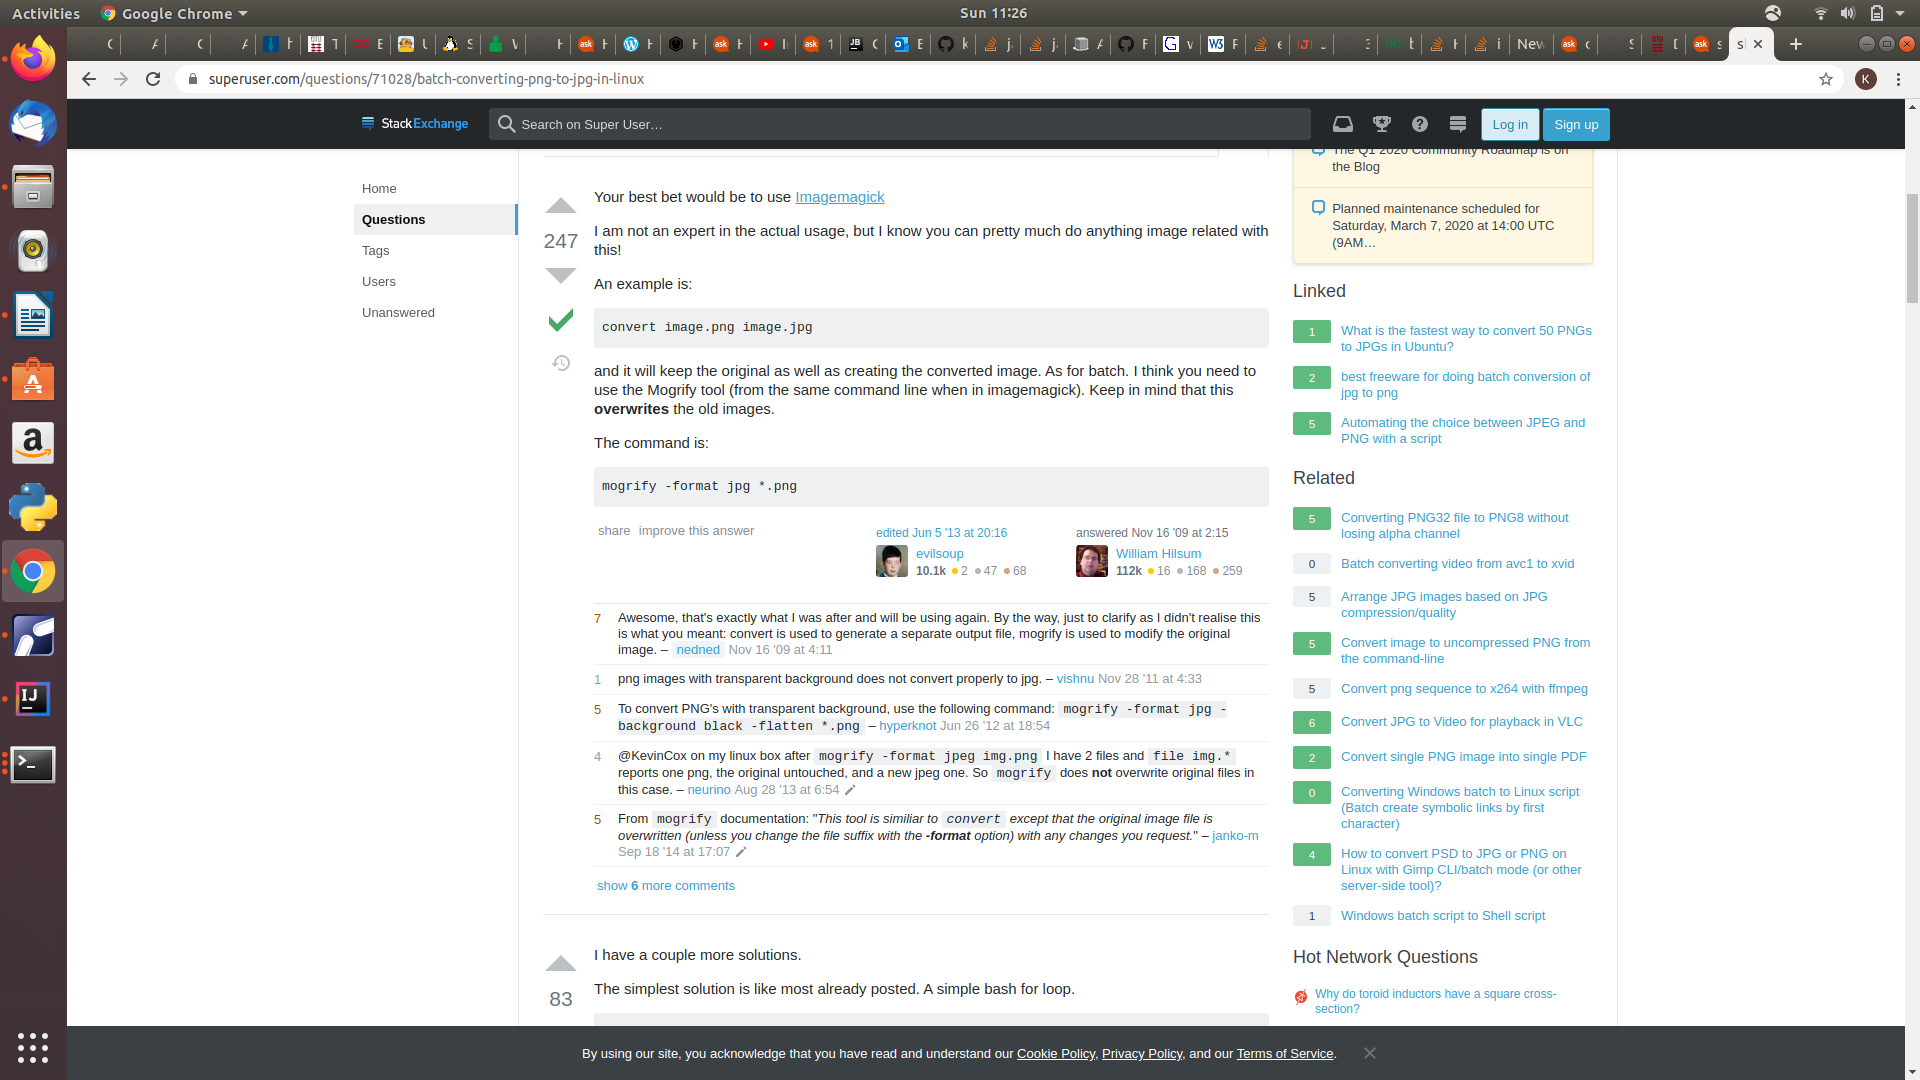 Activities
Google Chrome
Sun 11:26
New
superuser.com/questions/71028/batch-converting-png-to-jpg-in-linux
K
StackExchange
Search on Super User…
Log in
Sign up
Home
Questions
Tags
Users
Unanswered
Your best bet would be to use Imagemagick
247
I am not an expert in the actual usage, but I know you can pretty much do anything image related with
this!
An example is:
convert image.png image.jpg
and it will keep the original as well as creating the converted image. As for batch. I think you need to
use the Mogrify tool (from the same command line when in imagemagick). Keep in mind that this
overwrites the old images.
The command is:
mogrify -format jpg *.png
share improve this answer
edited Jun 5 '13 at 20:16
evilsoup
10.1k 2 47 68
answered Nov 16 '09 at 2:15
William Hilsum
112k 16 168 259
7 Awesome, that's exactly what I was after and will be using again. By the way, just to clarify as I didn't realise this
is what you meant: convert is used to generate a separate output file, mogrify is used to modify the original
image. – nedned Nov 16 '09 at 4:11
1 png images with transparent background does not convert properly to jpg. – vishnu Nov 28 '11 at 4:33
5 To convert PNG's with transparent background, use the following command: mogrify -format jpg -
background black -flatten *.png – hyperknot Jun 26 '12 at 18:54
4 @KevinCox on my linux box after mogrify -format jpeg img.png I have 2 files and file img.*
reports one png, the original untouched, and a new jpeg one. So mogrify does not overwrite original files in
this case. – neurino Aug 28 '13 at 6:54
5 From mogrify documentation: "This tool is similiar to convert except that the original image file is
overwritten (unless you change the file suffix with the -format option) with any changes you request." – janko-m
Sep 18 '14 at 17:07
show 6 more comments
83
I have a couple more solutions.
The simplest solution is like most already posted. A simple bash for loop.
The Q1 2020 Community Roadmap is on
the Blog
Planned maintenance scheduled for
Saturday, March 7, 2020 at 14:00 UTC
(9AM…
Linked
1 What is the fastest way to convert 50 PNGs
to JPGs in Ubuntu?
2 best freeware for doing batch conversion of
jpg to png
5 Automating the choice between JPEG and
PNG with a script
Related
5 Converting PNG32 file to PNG8 without
losing alpha channel
0 Batch converting video from avc1 to xvid
5 Arrange JPG images based on JPG
compression/quality
5 Convert image to uncompressed PNG from
the command-line
5 Convert png sequence to x264 with ffmpeg
6 Convert JPG to Video for playback in VLC
2 Convert single PNG image into single PDF
0 Converting Windows batch to Linux script
(Batch create symbolic links by first
character)
4 How to convert PSD to JPG or PNG on
Linux with Gimp CLI/batch mode (or other
server-side tool)?
1 Windows batch script to Shell script
Hot Network Questions
Why do toroid inductors have a square cross-
section?
By using our site, you acknowledge that you have read and understand our Cookie Policy, Privacy Policy, and our Terms of Service.